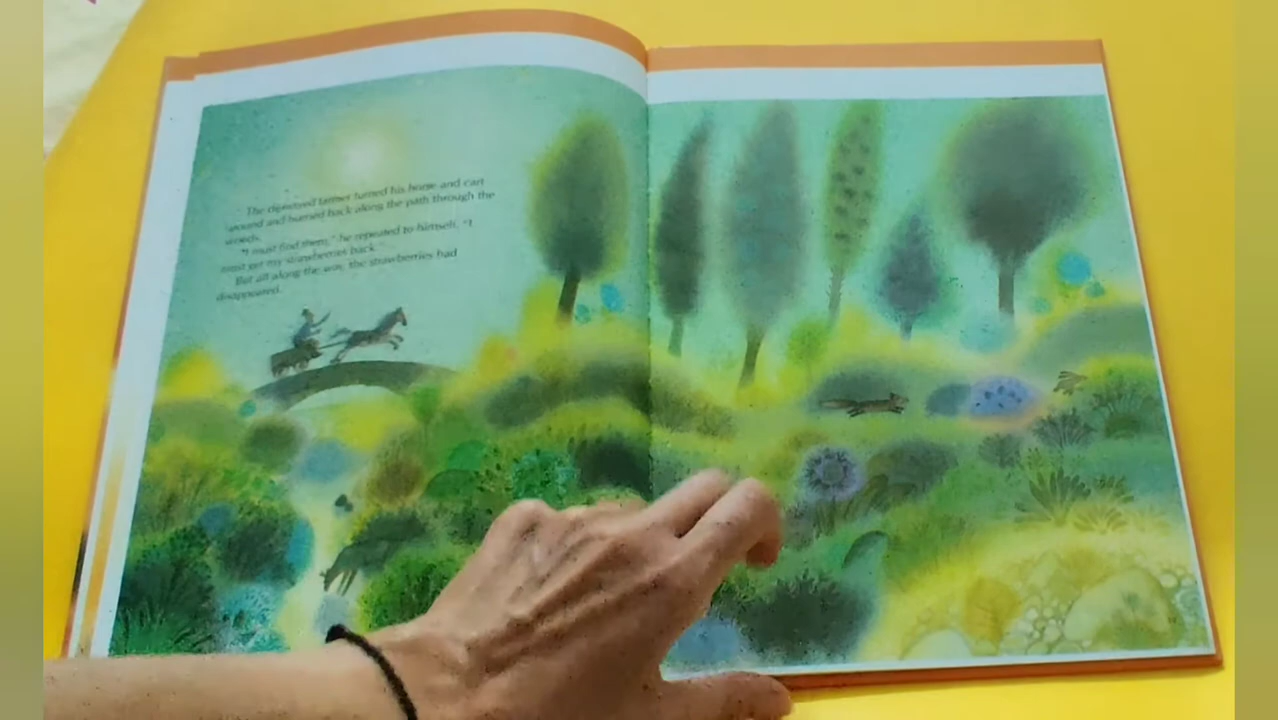 The dismayed farmer turned his horse and cart
around and hurried back along the path through the
woods.
"I must find them," he repeated to himself. "I
must get my strawberries back."
But all along the way, the strawberries had
disappeared.